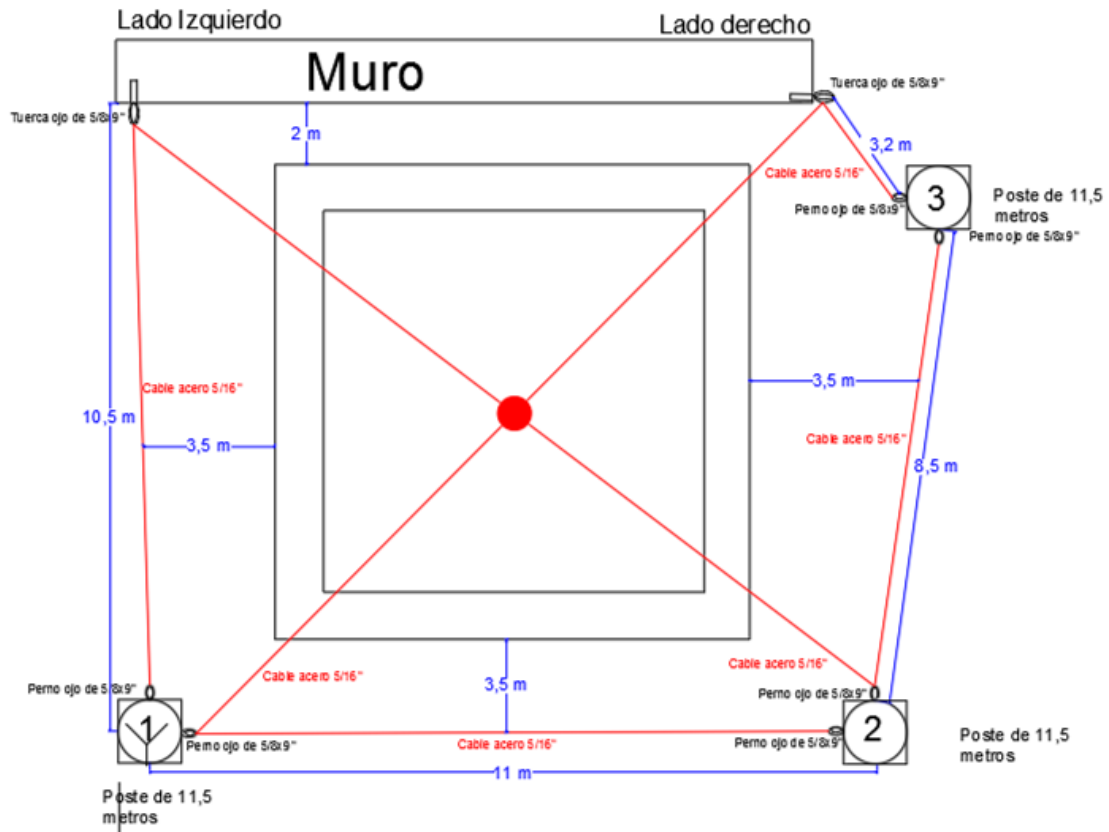 Lado Izquierdo
Lado derecho
Muro
Tuerca ojo de 5/8x9"
Tuerca ojo de 5/8x9"
2 m
3,2 m
Cable acero 5/16"
3
Poste de 11,5
metros
Perno ojo de 5/8x9"
Perno ojo de 5/8x9"
Cable acero 5/16"
3,5 m
10,5 m
3,5 m
Cable acero 5/16"
8,5 m
Cable acero 5/16"
Cable acero 5/16"
3,5 m
Perno ojo de 5/8x9"
Perno ojo de 5/8x9"
1
2
Perno ojo de 5/8x9"
Cable acero 5/16"
Perno ojo de 5/8x9"
Poste de 11,5
metros
11 m
Poste de 11,5
metros